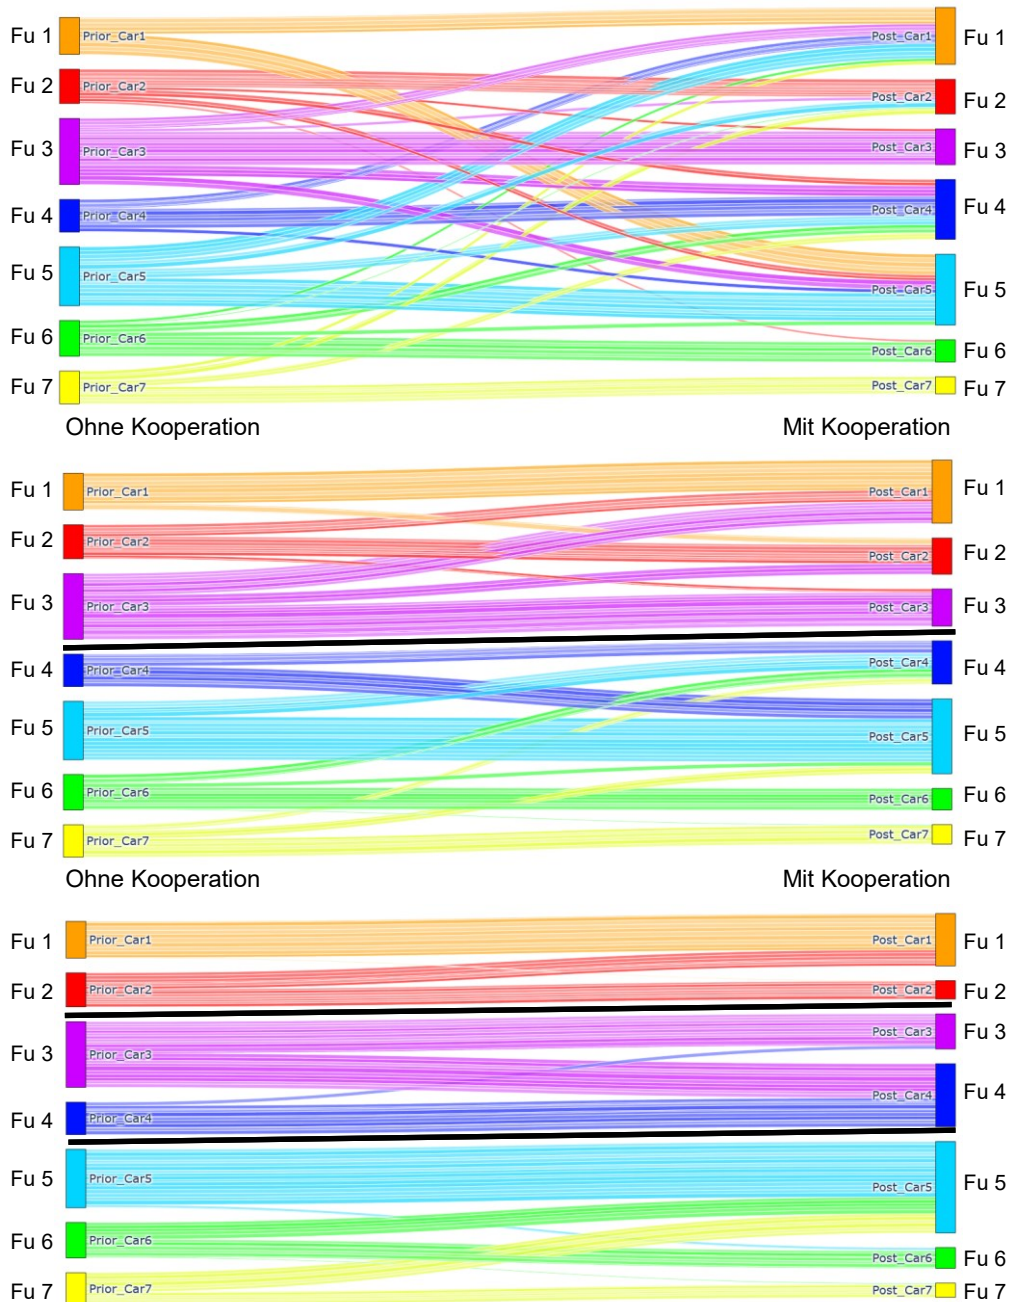 Fu 1 Prior_Car1 Post_Car1 Fu 1
Fu 2 Prior_Car2 Post_Car2 Fu 2
Fu 3 Prior_Car3 Post_Car3 Fu 3
Fu 4 Prior_Car4 Post_Car4 Fu 4
Fu 5 Prior_Car5 Post_Car5 Fu 5
Fu 6 Prior_Car6 Post_Car6 Fu 6
Fu 7 Prior_Car7 Post_Car7 Fu 7
Ohne Kooperation Mit Kooperation
Fu 1 Prior_Car1 Post_Car1 Fu 1
Fu 2 Prior_Car2 Post_Car2 Fu 2
Fu 3 Prior_Car3 Post_Car3 Fu 3
Fu 4 Prior_Car4 Post_Car4 Fu 4
Fu 5 Prior_Car5 Post_Car5 Fu 5
Fu 6 Prior_Car6 Post_Car6 Fu 6
Fu 7 Prior_Car7 Post_Car7 Fu 7
Ohne Kooperation Mit Kooperation
Fu 1 Prior_Car1 Post_Car1 Fu 1
Fu 2 Prior_Car2 Post_Car2 Fu 2
Fu 3 Prior_Car3 Post_Car3 Fu 3
Fu 4 Prior_Car4 Post_Car4 Fu 4
Fu 5 Prior_Car5 Post_Car5 Fu 5
Fu 6 Prior_Car6 Post_Car6 Fu 6
Fu 7 Prior_Car7 Post_Car7 Fu 7